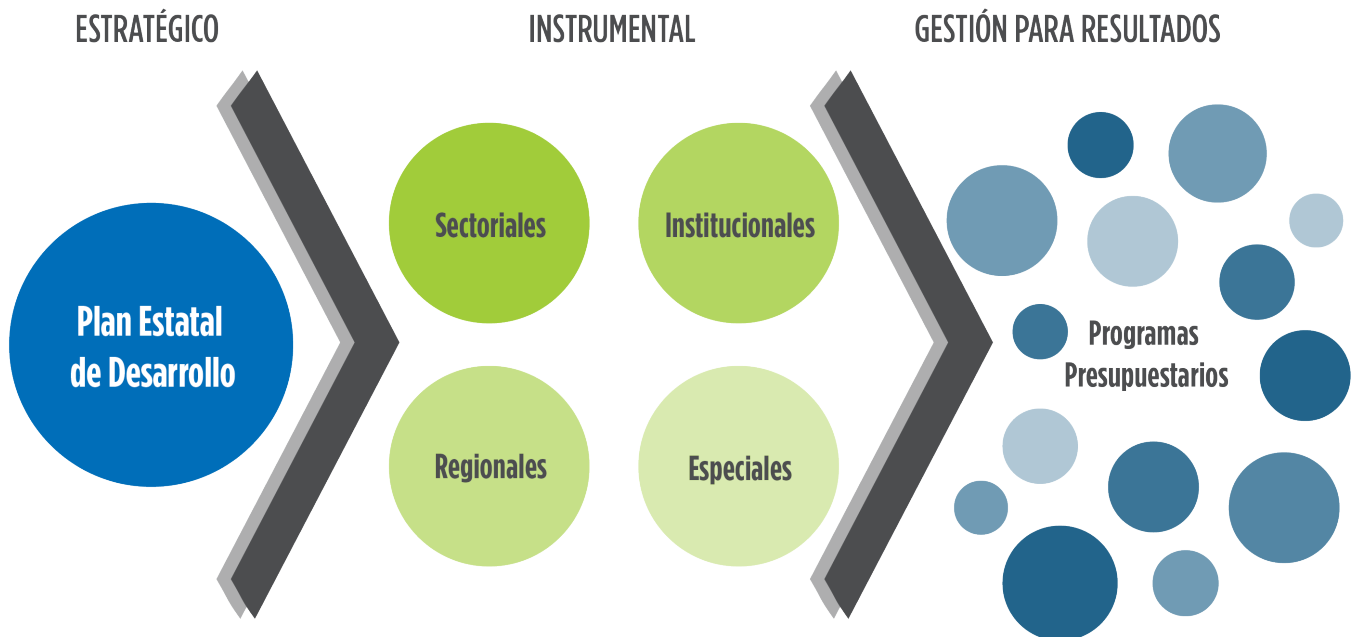 ESTRATÉGICO
INSTRUMENTAL
GESTIÓN PARA RESULTADOS
Plan Estatal
de Desarrollo
Sectoriales
Institucionales
Regionales
Especiales
Programas
Presupuestarios